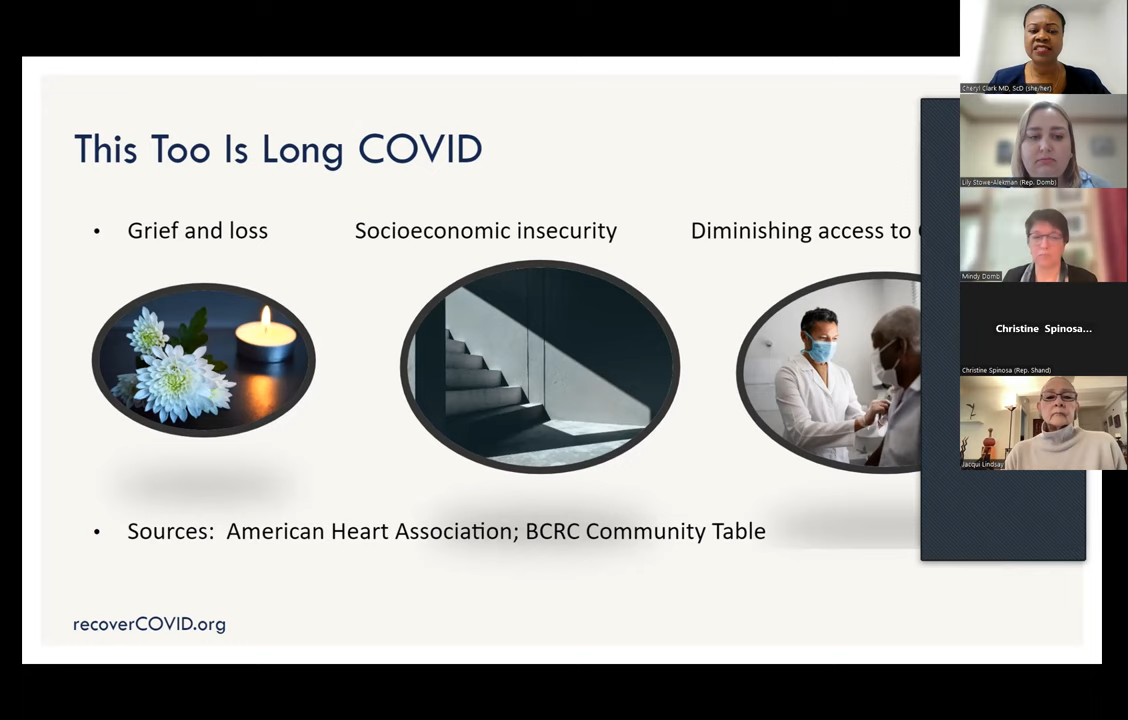 This Too Is Long COVID
• Grief and loss Socioeconomic insecurity Diminishing access to
• Sources: American Heart Association; BCRC Community Table
recoverCOVID.org
Cheryl Clark MD, ScD (she/her)
Lily Stowe-Alekman (Rep. Domb)
Mindy Domb
Christine Spinosa...
Christine Spinosa (Rep. Shand)
Jacqui Lindsay